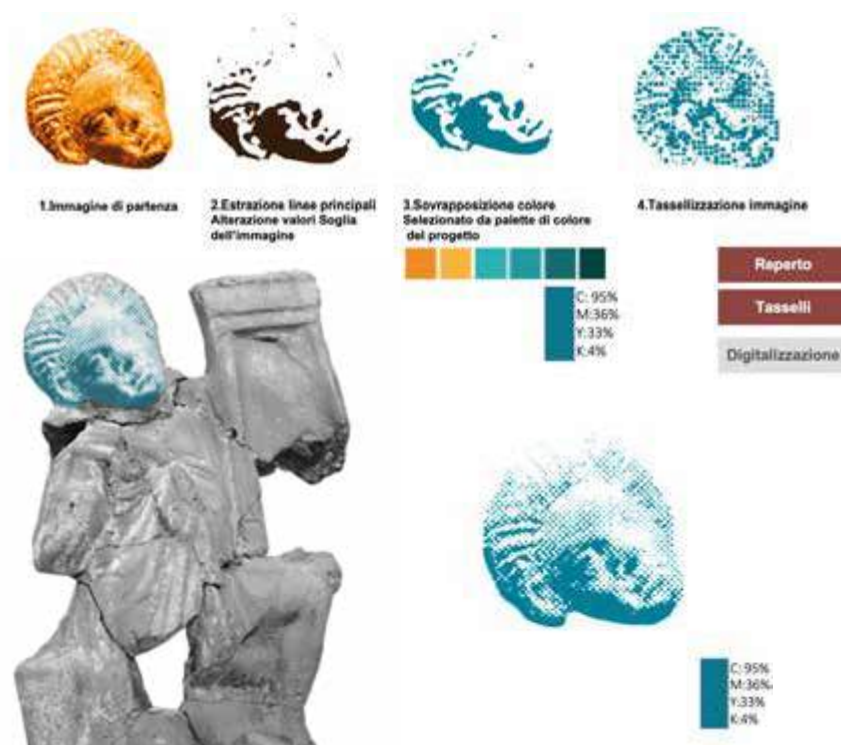 1.Immagine di partenza
2.Estrazione linee principali
Alterazione valori Soglia
dell'immagine
3.Sovrapposizione colore
Selezionato da palette di colore
del progetto
4.Tassellizzazione immagine
Reperto
Tasselli
Digitalizzazione
C: 95%
M:36%
Y:33%
K:4%
C: 95%
M:36%
Y:33%
K:4%